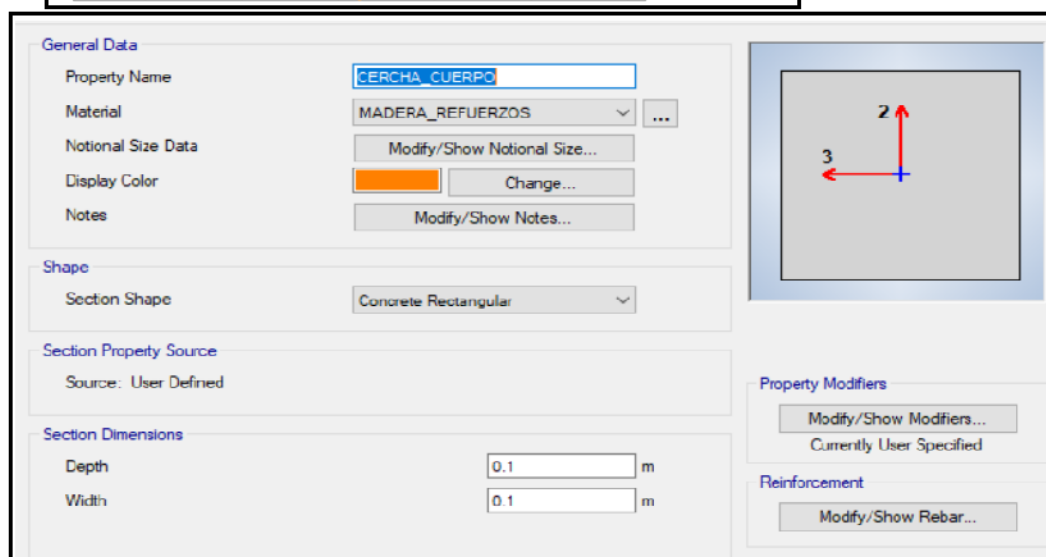 General Data
Property Name CERCHA_CUERPO
Material MADERA_REFUERZOS ...
Notional Size Data Modify/Show Notional Size...
Display Color Change...
Notes Modify/Show Notes...
2
3
Shape
Section Shape Concrete Rectangular
Section Property Source
Source: User Defined
Property Modifiers
Modify/Show Modifiers...
Currently User Specified
Section Dimensions
Depth 0.1 m
Width 0.1 m
Reinforcement
Modify/Show Rebar...